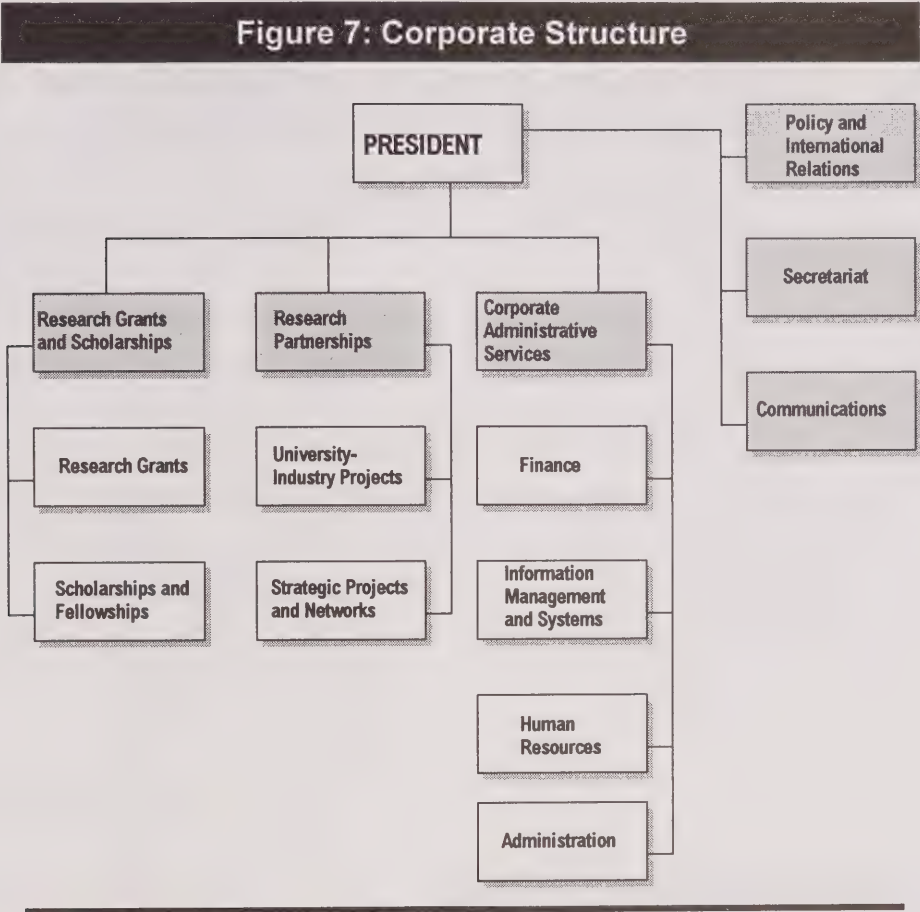 Figure 7: Corporate Structure
PRESIDENT
Policy and
International
Relations
Secretariat
Communications
Research Grants
and Scholarships
Research Grants
Scholarships and
Fellowships
Research
Partnerships
University-
Industry Projects
Strategic Projects
and Networks
Corporate
Administrative
Services
Finance
Information
Management
and Systems
Human
Resources
Administration